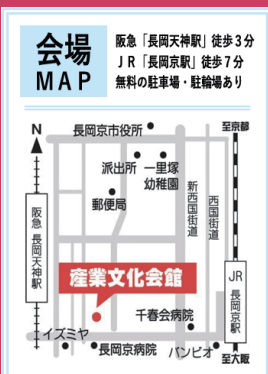 会場
MAP
阪急「長岡天神駅」徒歩3分
JR「長岡京駅」徒歩7分
無料の駐車場・駐輪場あり
N
長岡京市役所
至京都
派出所
一里塚
幼稚園
郵便局
新西国街道
西国街道
阪急 長岡天神駅
産業文化会館
JR
長岡京駅
千春会病院
イズミヤ
長岡京病院
バンビオ
至大阪